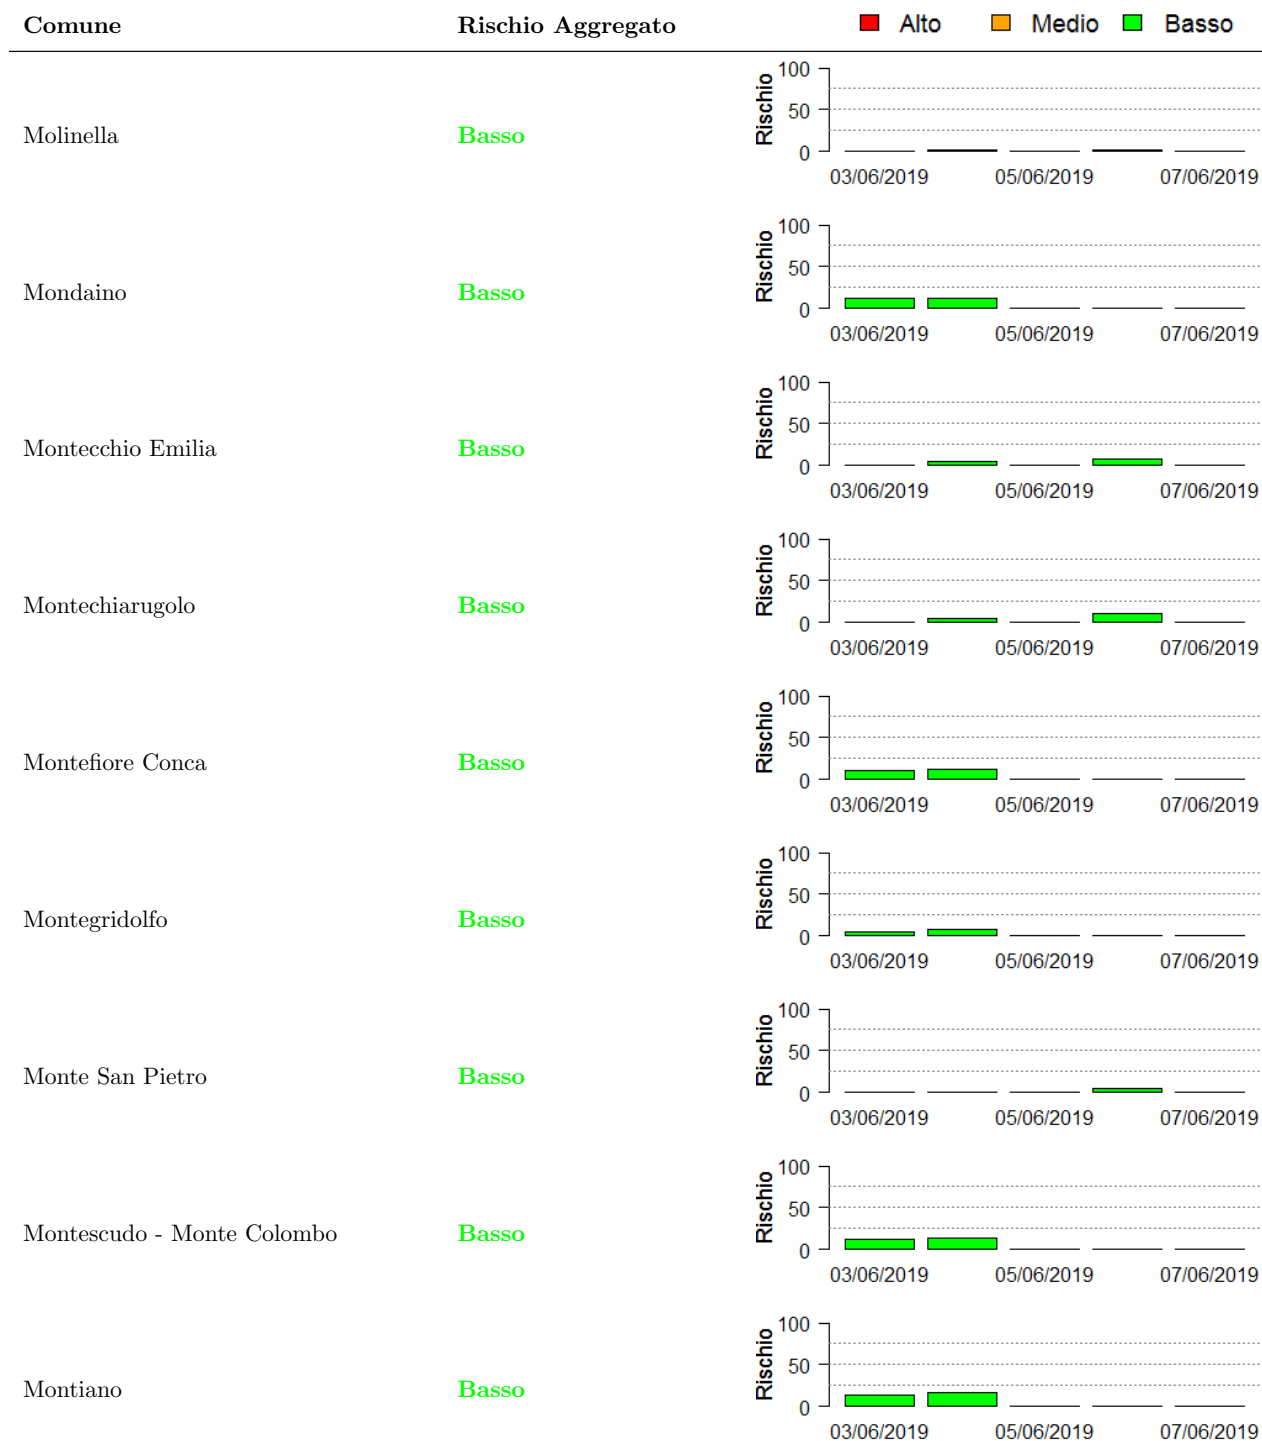 Comune Rischio Aggregato Alto Medio Basso
100
50
0
Rischio
Molinella Basso
03/06/2019 05/06/2019 07/06/2019
100
50
0
Rischio
Mondaino Basso
03/06/2019 05/06/2019 07/06/2019
100
50
0
Rischio
Montecchio Emilia Basso
03/06/2019 05/06/2019 07/06/2019
100
50
0
Rischio
Montechiarugolo Basso
03/06/2019 05/06/2019 07/06/2019
100
50
0
Rischio
Montefiore Conca Basso
03/06/2019 05/06/2019 07/06/2019
100
50
0
Rischio
Montegridolfo Basso
03/06/2019 05/06/2019 07/06/2019
100
50
0
Rischio
Monte San Pietro Basso
03/06/2019 05/06/2019 07/06/2019
100
50
0
Rischio
Montescudo - Monte Colombo Basso
03/06/2019 05/06/2019 07/06/2019
100
50
0
Rischio
Montiano Basso
03/06/2019 05/06/2019 07/06/2019